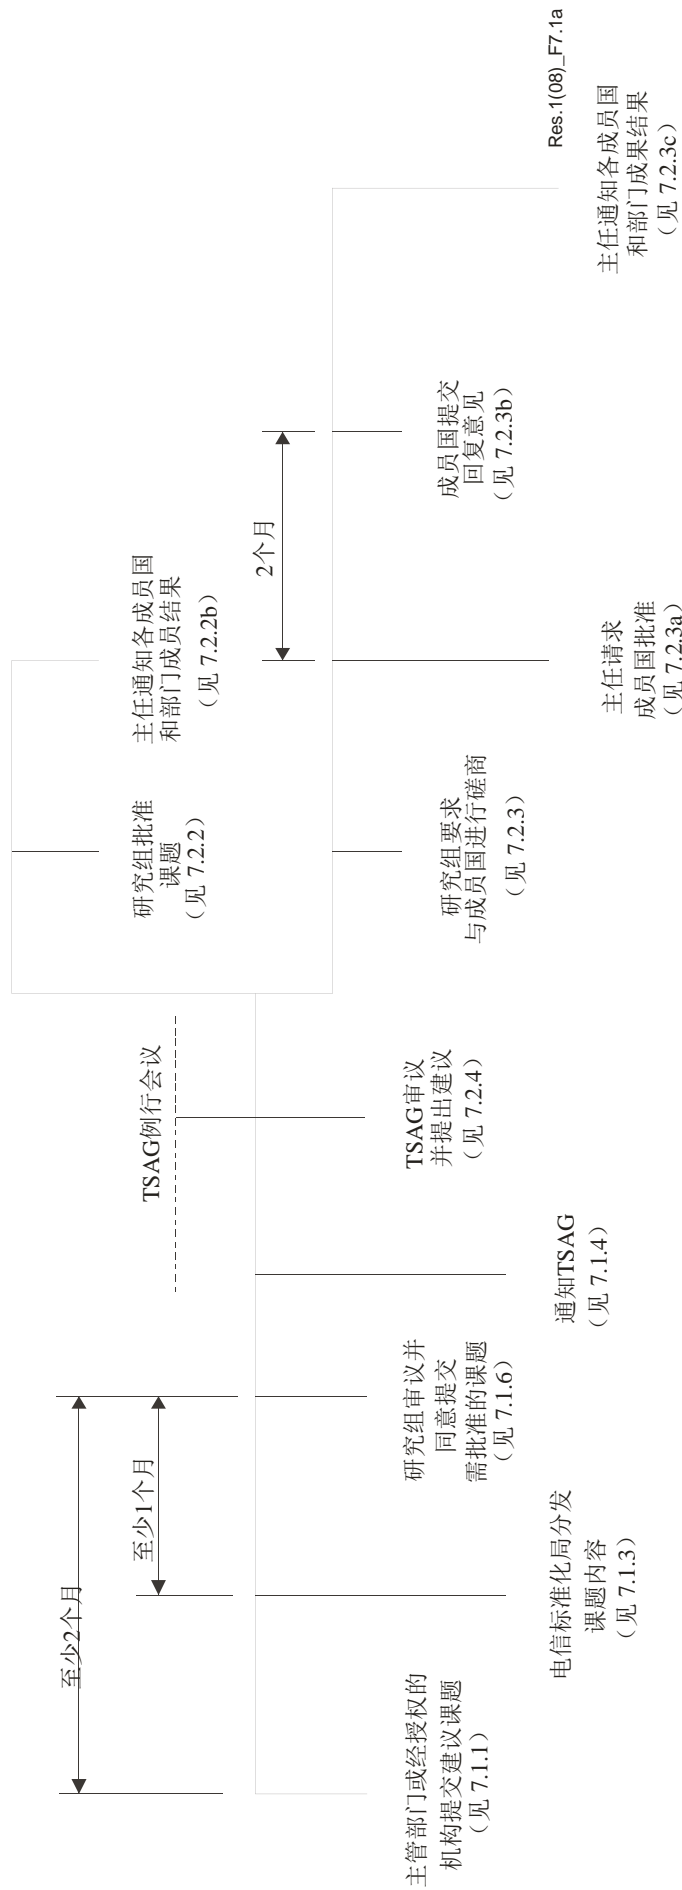 至少2个月
至少1个月
TSAG例行会议
主管部门或经授权的
机构提交建议课题
（见 7.1.1）
电信标准化局分发
课题内容
（见 7.1.3）
研究组审议并
同意提交
需批准的课题
（见 7.1.6）
通知TSAG
（见 7.1.4）
TSAG审议
并提出建议
（见 7.2.4）
研究组批准
课题
（见 7.2.2）
主任通知各成员国
和部门成员结果
（见 7.2.2b）
2个月
研究组要求
与成员国进行磋商
（见 7.2.3）
主任请求
成员国批准
（见 7.2.3a）
成员国提交
回复意见
（见 7.2.3b）
主任通知各成员国
和部门成果结果
（见 7.2.3c）
Res.1(08)_F7.1a